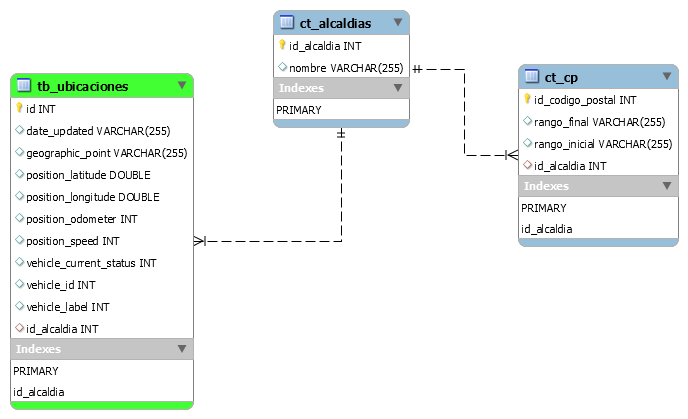 ct_alcaldias
id_alcaldia INT
nombre VARCHAR(255)
Indexes
PRIMARY
tb_ubicaciones
id INT
date_updated VARCHAR(255)
geographic_point VARCHAR(255)
position_latitude DOUBLE
position_longitude DOUBLE
position_odometer INT
position_speed INT
vehicle_current_status INT
vehicle_id INT
vehicle_label INT
id_alcaldia INT
Indexes
PRIMARY
id_alcaldia
ct_cp
id_codigo_postal INT
rango_final VARCHAR(255)
rango_inicial VARCHAR(255)
id_alcaldia INT
Indexes
PRIMARY
id_alcaldia